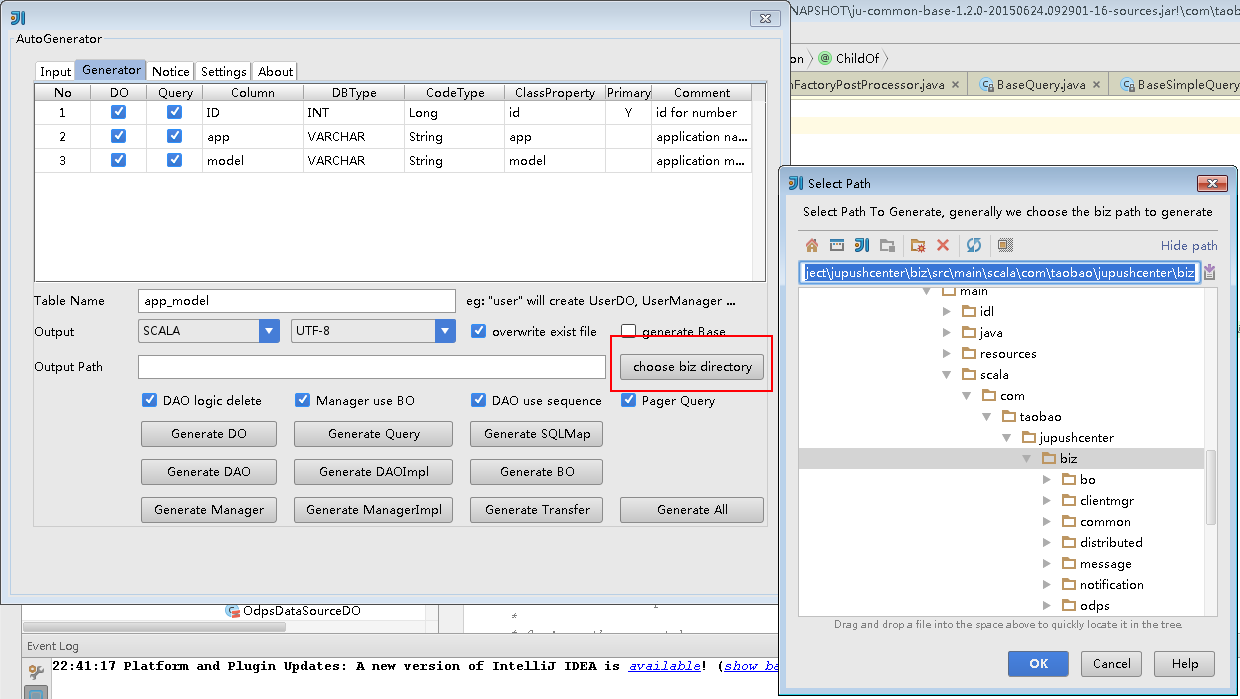 NAPSHOT\ju-common-base-1.2.0-20150624.092901-16-sources.jar!\com\taob
AutoGenerator
on ChildOf
Input Generator Notice Settings About
nFactoryPostProcessor.java BaseQuery.java BaseSimpleQuery
No DO Query Column DBType CodeType ClassProperty Primary Comment
1 ID INT Long id Y id for number
2 app VARCHAR String app application na...
3 model VARCHAR String model application m...
Table Name app_model eg: "user" will create UserDO, UserManager ...
Output SCALA UTF-8 overwrite exist file generate Base
Output Path choose biz directory
DAO logic delete Manager use BO DAO use sequence Pager Query
Generate DO Generate Query Generate SQLMap
Generate DAO Generate DAOImpl Generate BO
Generate Manager Generate ManagerImpl Generate Transfer Generate All
Select Path
Select Path To Generate, generally we choose the biz path to generate
Hide path
ject\jupushcenter\biz\src\main\scala\com\taobao\jupushcenter\biz
main
idl
java
resources
scala
com
taobao
jupushcenter
biz
bo
clientmgr
common
distributed
message
notification
odps
Drag and drop a file into the space above to quickly locate it in the tree.
OK Cancel Help
OdpsDataSourceDO
*
Event Log
22:41:17 Platform and Plugin Updates: A new version of IntelliJ IDEA is available! (show ba